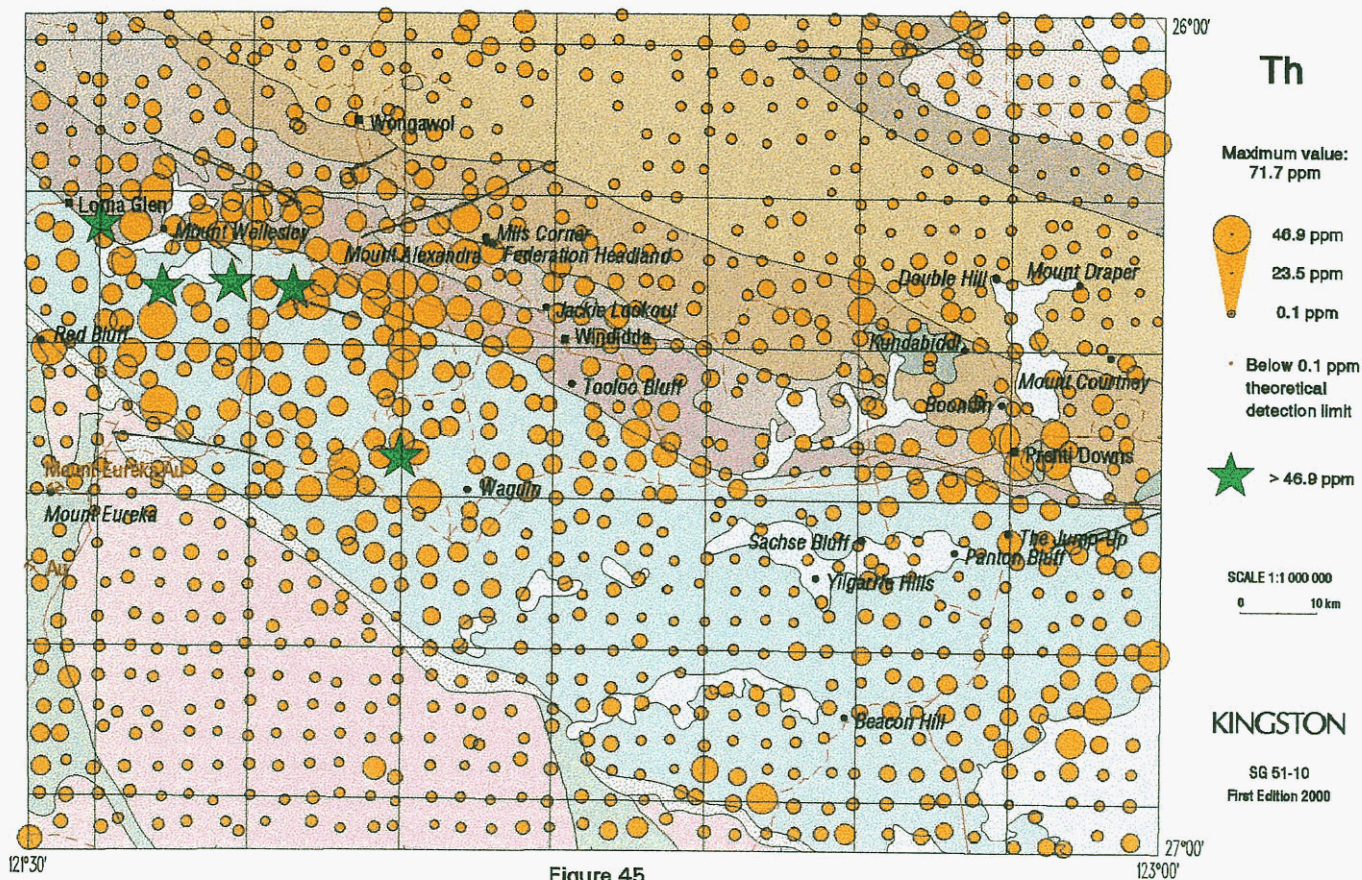 26°00'
Th
Maximum value:
71.7 ppm
46.9 ppm
23.5 ppm
0.1 ppm
Below 0.1 ppm
theoretical
detection limit
> 46.9 ppm
SCALE 1:1 000 000
0 10 km
KINGSTON
SG 51-10
First Edition 2000
Wongawol
Lorna Glen
Mount Wellesley
Mils Corner
Mount Alexandra
Federation Headland
Double Hill
Mount Draper
Jackie Lookout
Red Bluff
Windidda
Kundabiddi
Tooloo Bluff
Mount Courtney
Boondin
Prenti Downs
Mount Eureka Au
Waguin
Mount Eureka
Sachse Bluff
The Jump-Up
Panton Bluff
Au
Yilgarrie Hills
Beacon Hill
121°30'
27°00'
123°00'
Figure 45